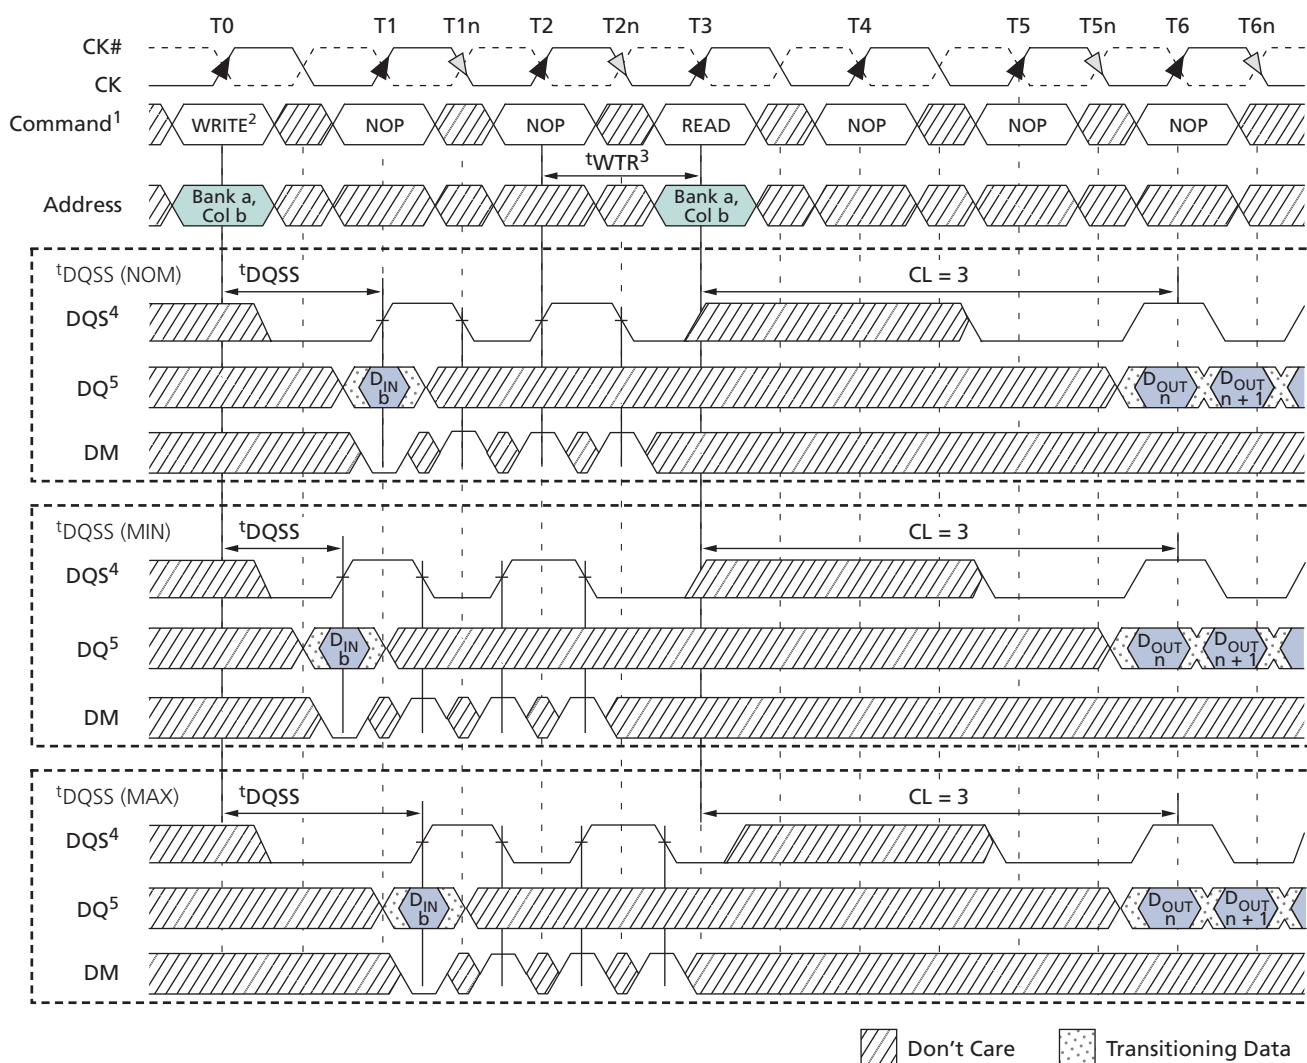 T0 T1 T1n T2 T2n T3 T4 T5 T5n T6 T6n
CK#
CK
Command1 WRITE2 NOP NOP READ NOP NOP NOP
tWTR3
Address Bank a, Col b Bank a, Col b
tDQSS (NOM) tDQSS CL = 3
DQS4
DQ5 DIN b DOUT n DOUT n + 1
DM
tDQSS (MIN) tDQSS CL = 3
DQS4
DQ5 DIN b DOUT n DOUT n + 1
DM
tDQSS (MAX) tDQSS CL = 3
DQS4
DQ5 DIN b DOUT n DOUT n + 1
DM
Don't Care Transitioning Data